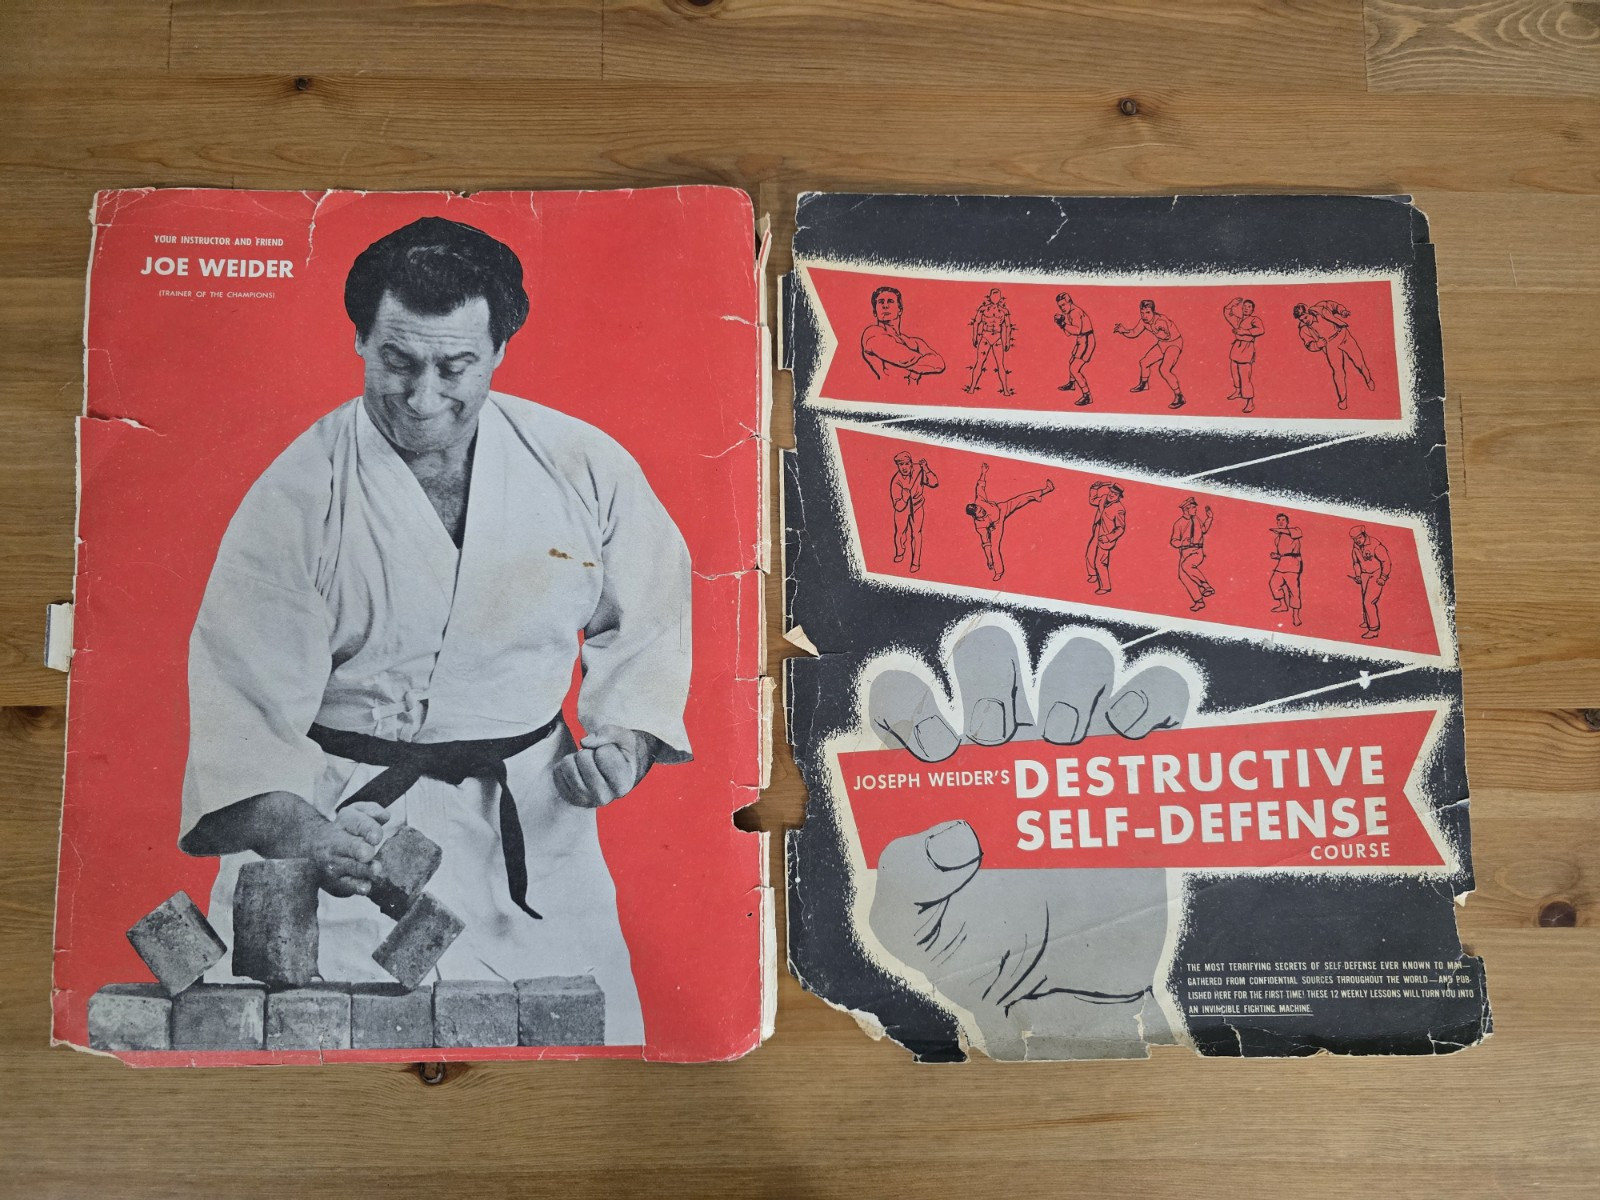 YOUR INSTRUCTOR AND FRIEND
JOE WEIDER
(TRAINER OF THE CHAMPIONS)
JOSEPH WEIDER'S DESTRUCTIVE
SELF-DEFENSE
COURSE
THE MOST TERRIFYING SECRETS OF SELF-DEFENSE EVER KNOWN TO MAN—
GATHERED FROM CONFIDENTIAL SOURCES THROUGHOUT THE WORLD—AND PUB-
LISHED HERE FOR THE FIRST TIME! THESE 12 WEEKLY LESSONS WILL TURN YOU INTO
AN INVINCIBLE FIGHTING MACHINE.